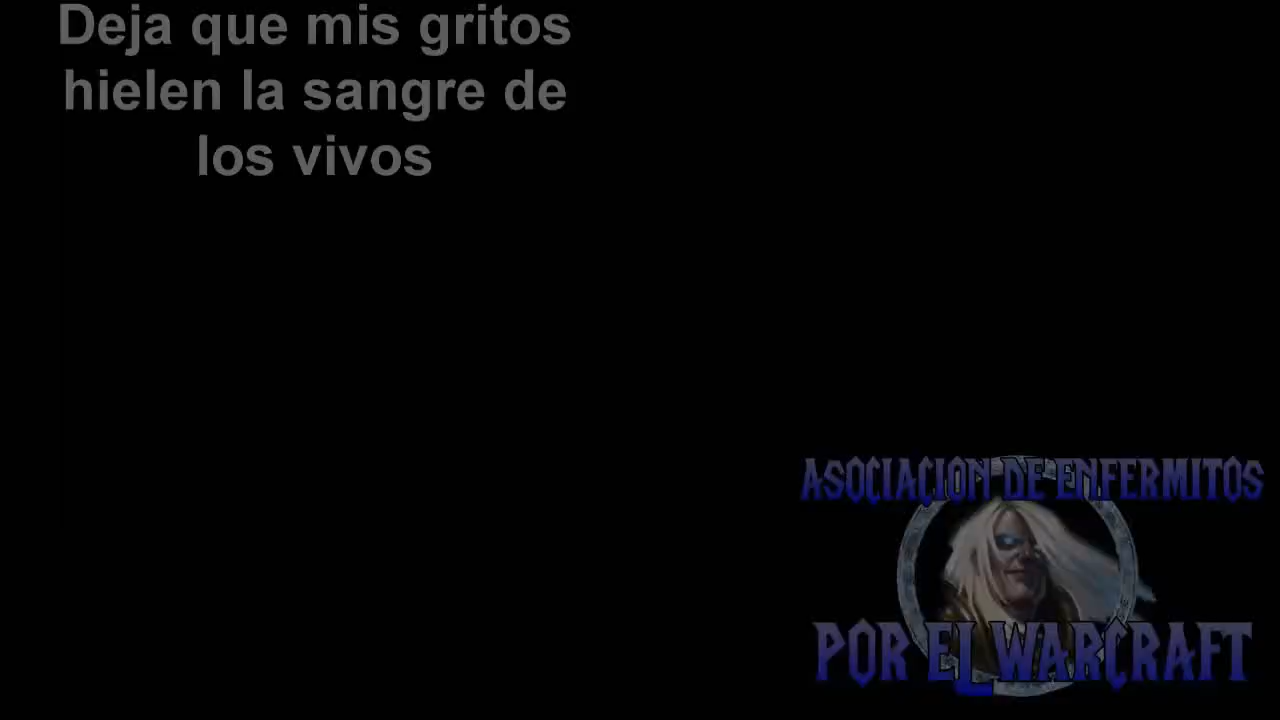 Deja que mis gritos
hielen la sangre de
los vivos
ASOCIACION DE ENFERMITOS
POR EL WARCRAFT